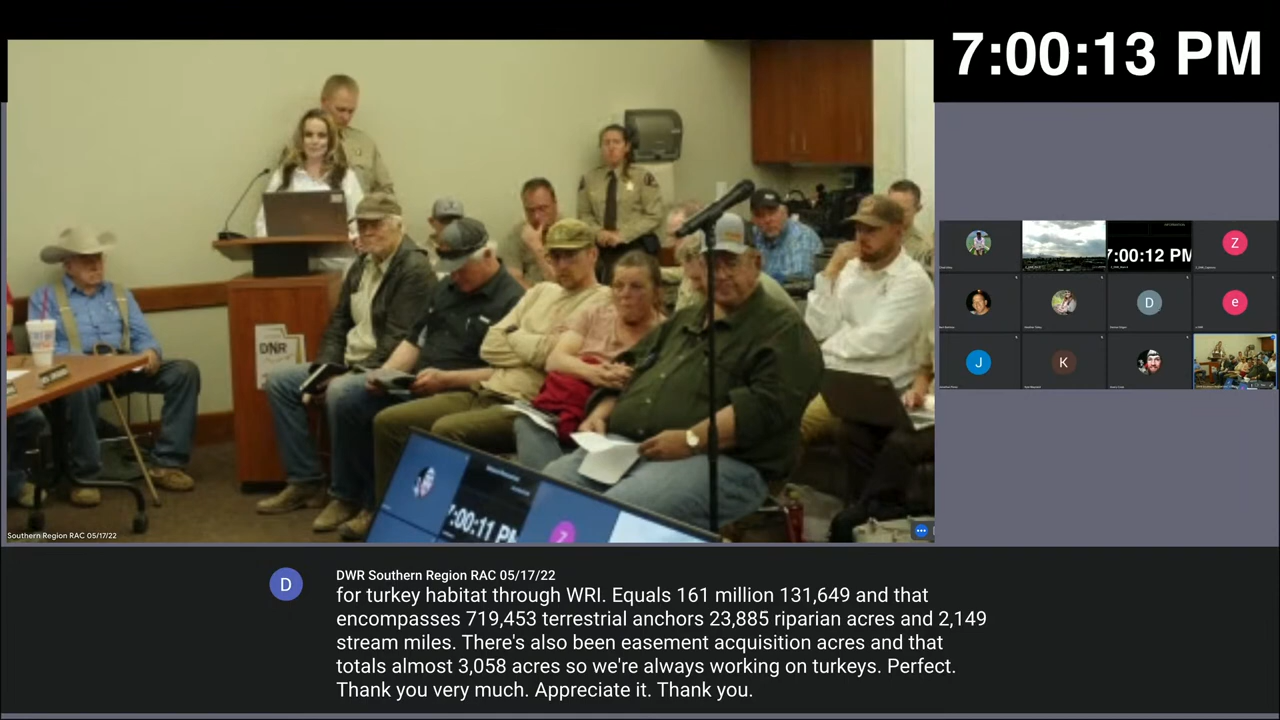 7:00:13 PM
DNR
7:00:11 PM
Z
Southern Region RAC 05/17/22
7:00:12 PM
Z
D
e
J
K
D
DWR Southern Region RAC 05/17/22
for turkey habitat through WRI. Equals 161 million 131,649 and that
encompasses 719,453 terrestrial anchors 23,885 riparian acres and 2,149
stream miles. There's also been easement acquisition acres and that
totals almost 3,058 acres so we're always working on turkeys. Perfect.
Thank you very much. Appreciate it. Thank you.